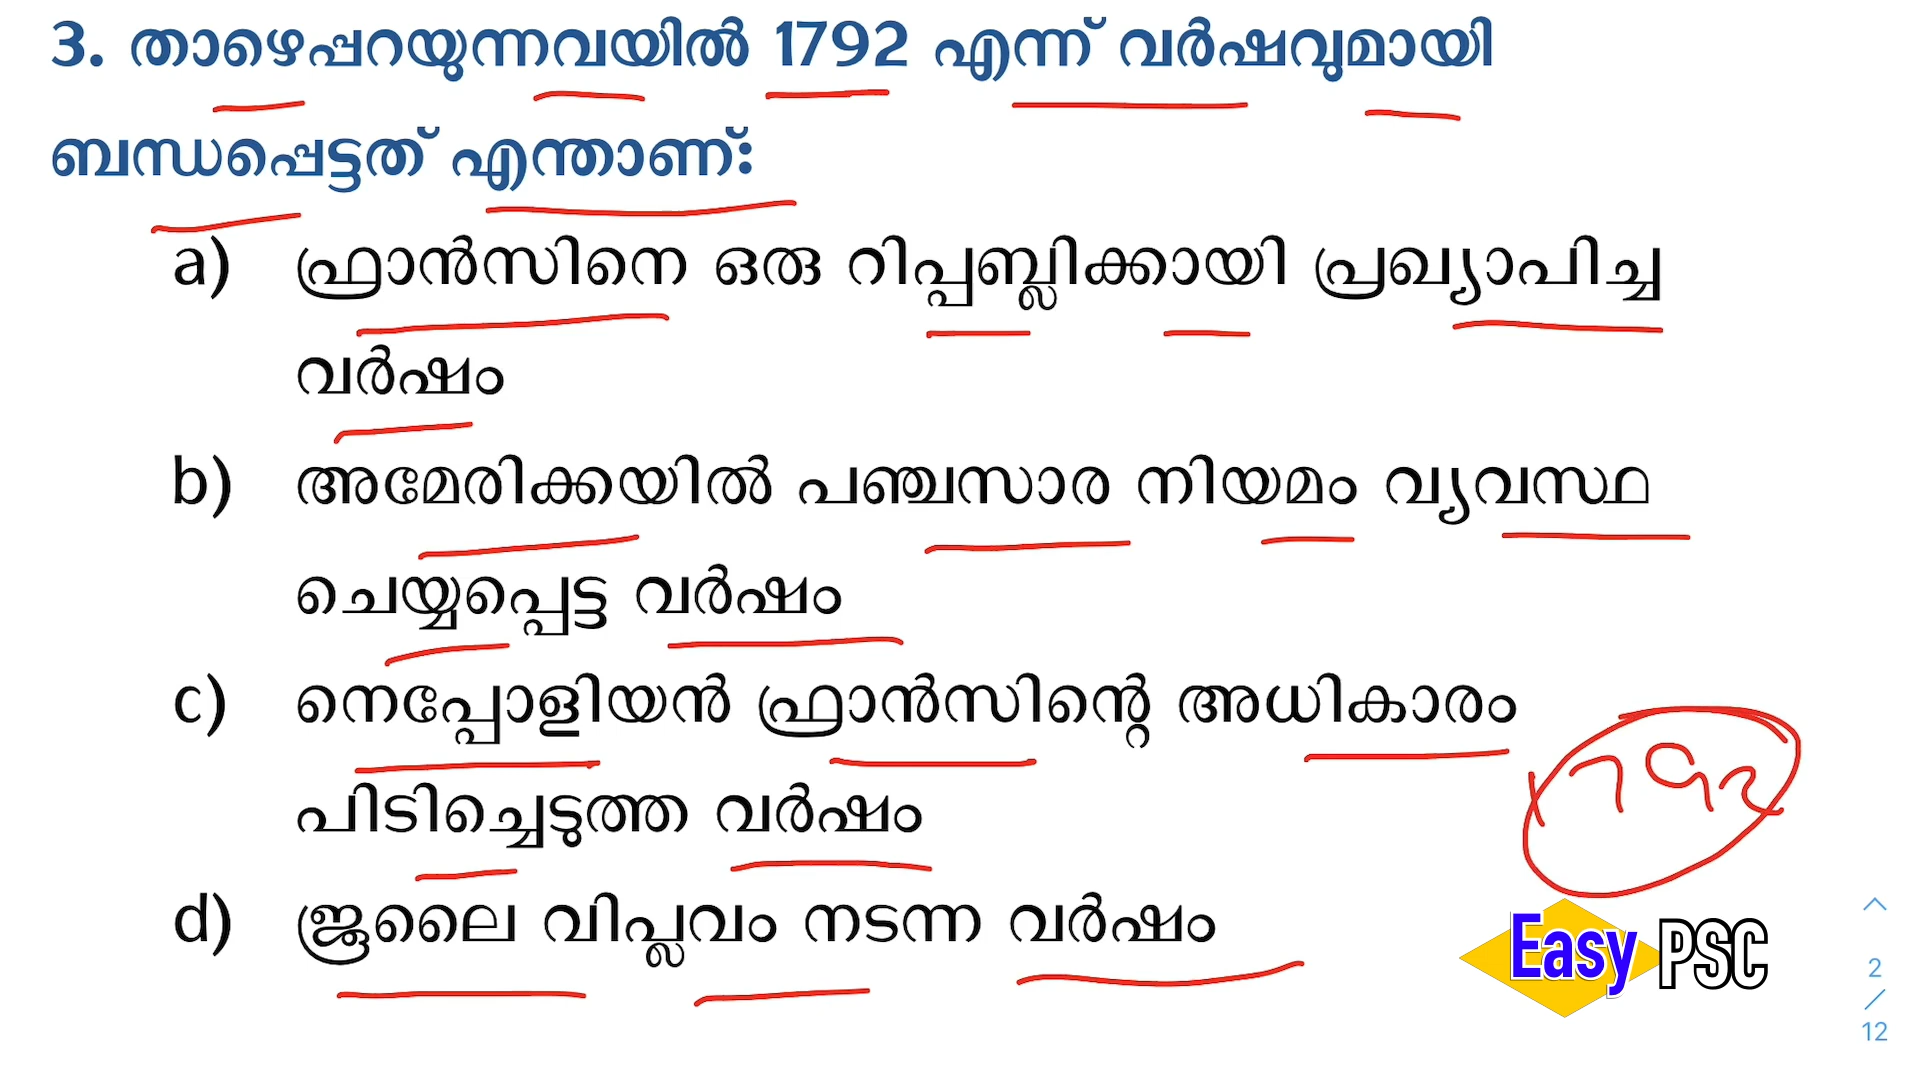 3. താഴെപ്പറയുന്നവയിൽ 1792 എന്ന് വർഷവുമായി
ബന്ധപ്പെട്ടത് എന്താണ്:
a) ഫ്രാൻസിനെ ഒരു റിപ്പബ്ലിക്കായി പ്രഖ്യാപിച്ച
വർഷം
b) അമേരിക്കയിൽ പഞ്ചസാര നിയമം വ്യവസ്ഥ
ചെയ്യപ്പെട്ട വർഷം
c) നെപ്പോളിയൻ ഫ്രാൻസിന്റെ അധികാരം
പിടിച്ചെടുത്ത വർഷം
1792
d) ജൂലൈ വിപ്ലവം നടന്ന വർഷം
Easy PSC
2
/
12